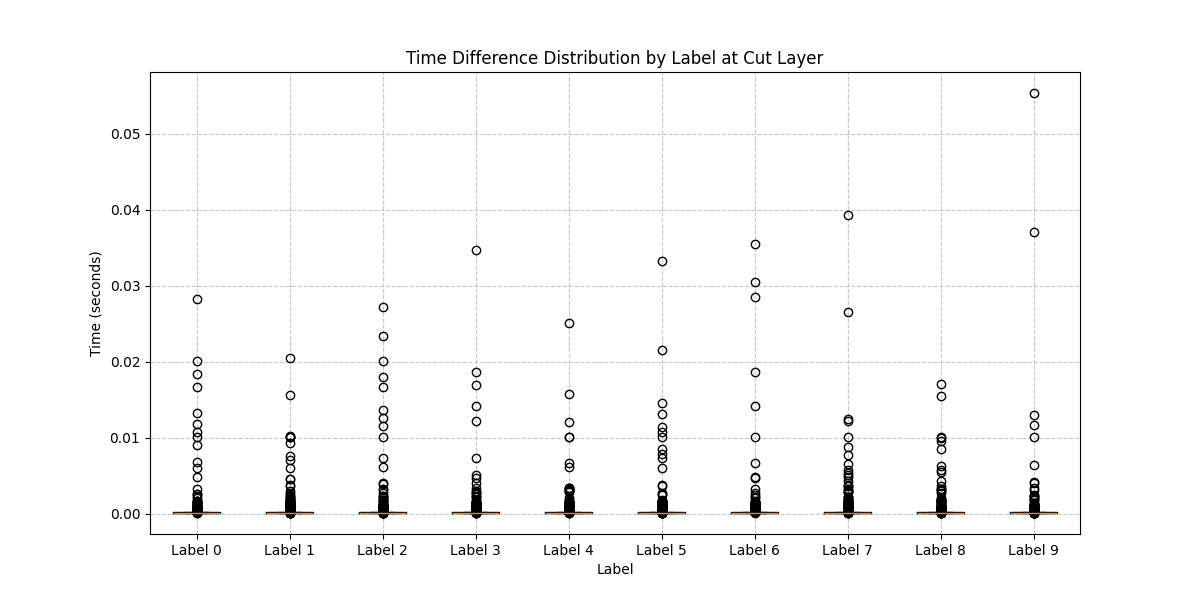 Time Difference Distribution by Label at Cut Layer
Time (seconds)
0.05
0.04
0.03
0.02
0.01
0.00
Label 0 Label 1 Label 2 Label 3 Label 4 Label 5 Label 6 Label 7 Label 8 Label 9
Label